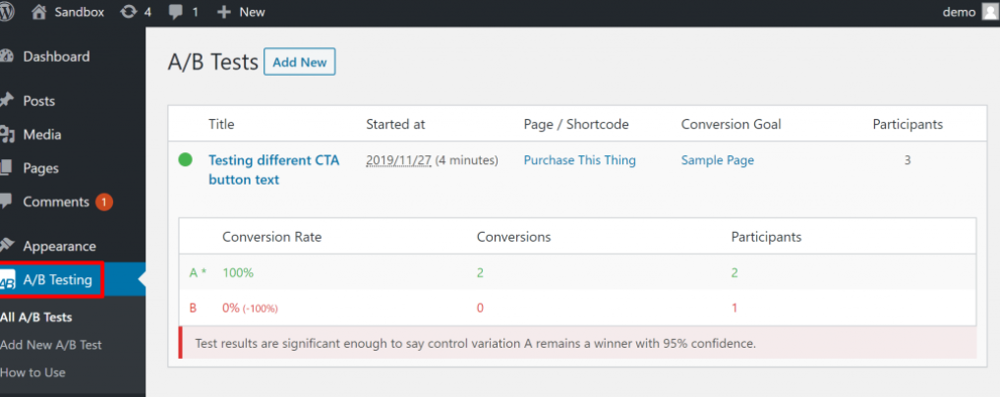 Sandbox 4 1 New demo
Dashboard
Posts
Media
Pages
Comments 1
Appearance
AB A/B Testing
All A/B Tests
Add New A/B Test
How to Use
A/B Tests Add New
Title Started at Page / Shortcode Conversion Goal Participants
Testing different CTA 2019/11/27 (4 minutes) Purchase This Thing Sample Page 3
button text
Conversion Rate Conversions Participants
A * 100% 2 2
B 0% (-100%) 0 1
Test results are significant enough to say control variation A remains a winner with 95% confidence.